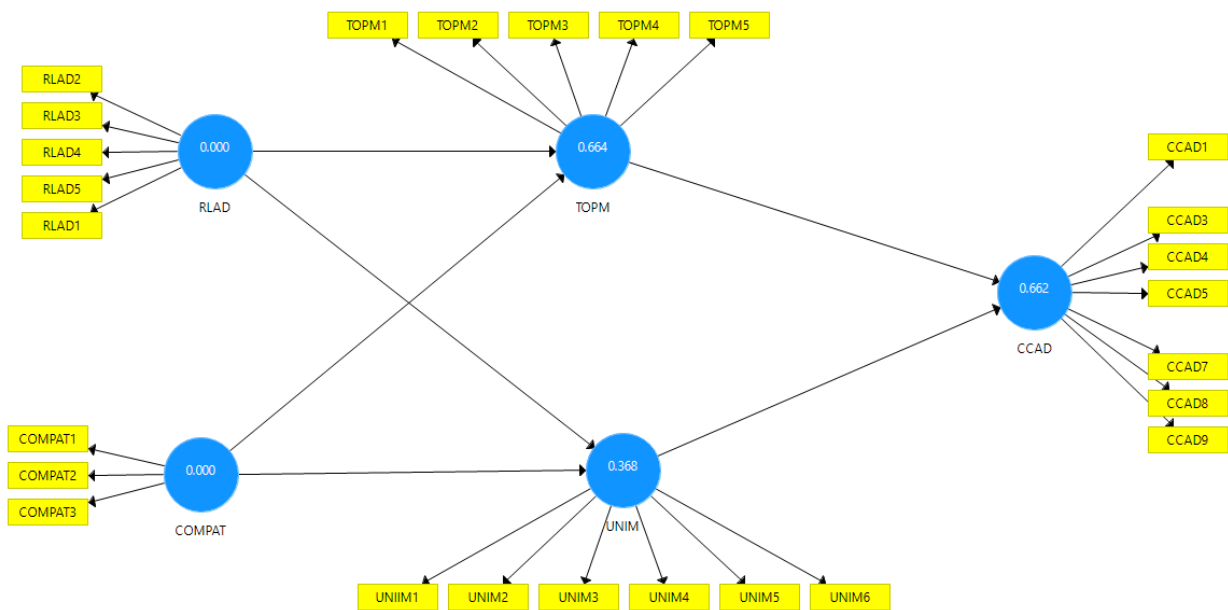 TOPM1
TOPM2
TOPM3
TOPM4
TOPM5
RLAD2
RLAD3
RLAD4
RLAD5
RLAD1
0.000
RLAD
0.664
TOPM
CCAD1
CCAD3
CCAD4
CCAD5
CCAD7
CCAD8
CCAD9
0.662
CCAD
COMPAT1
COMPAT2
COMPAT3
0.000
COMPAT
0.368
UNIM
UNIIM1
UNIM2
UNIM3
UNIM4
UNIM5
UNIM6